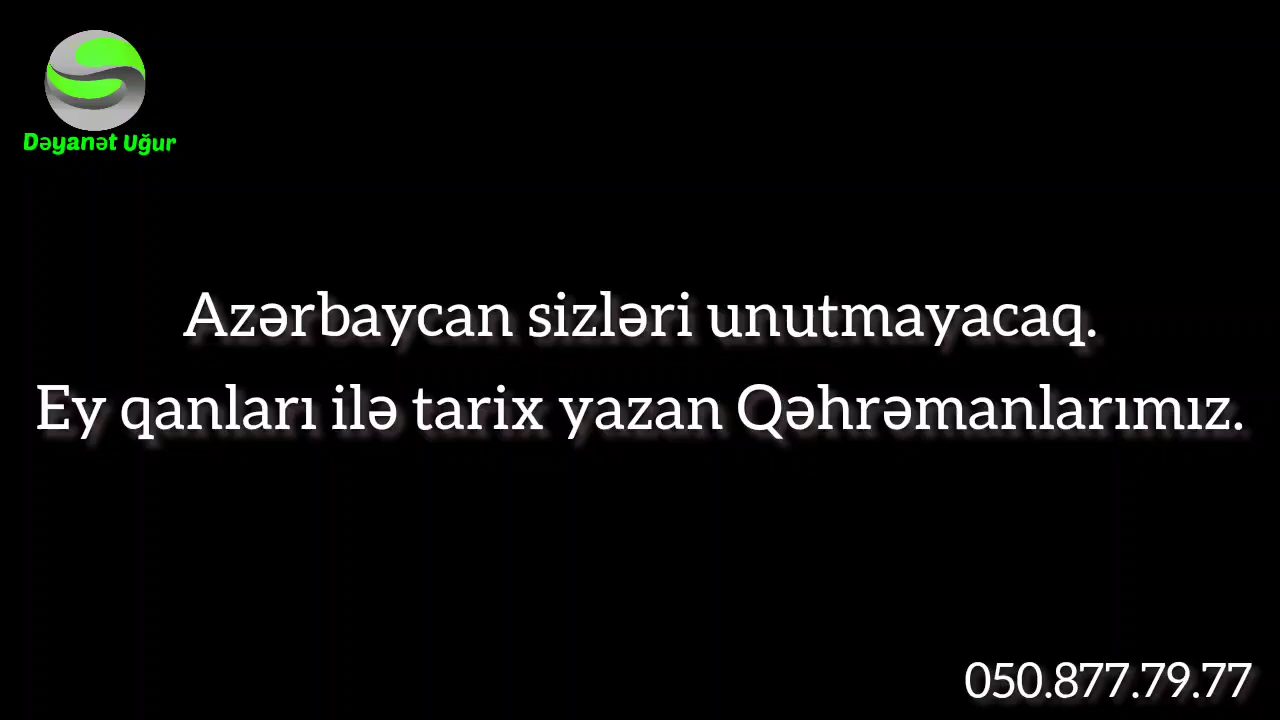 Dəyanət Uğur
Azərbaycan sizləri unutmayacaq.
Ey qanları ilə tarix yazan Qəhrəmanlarımız.
050.877.79.77